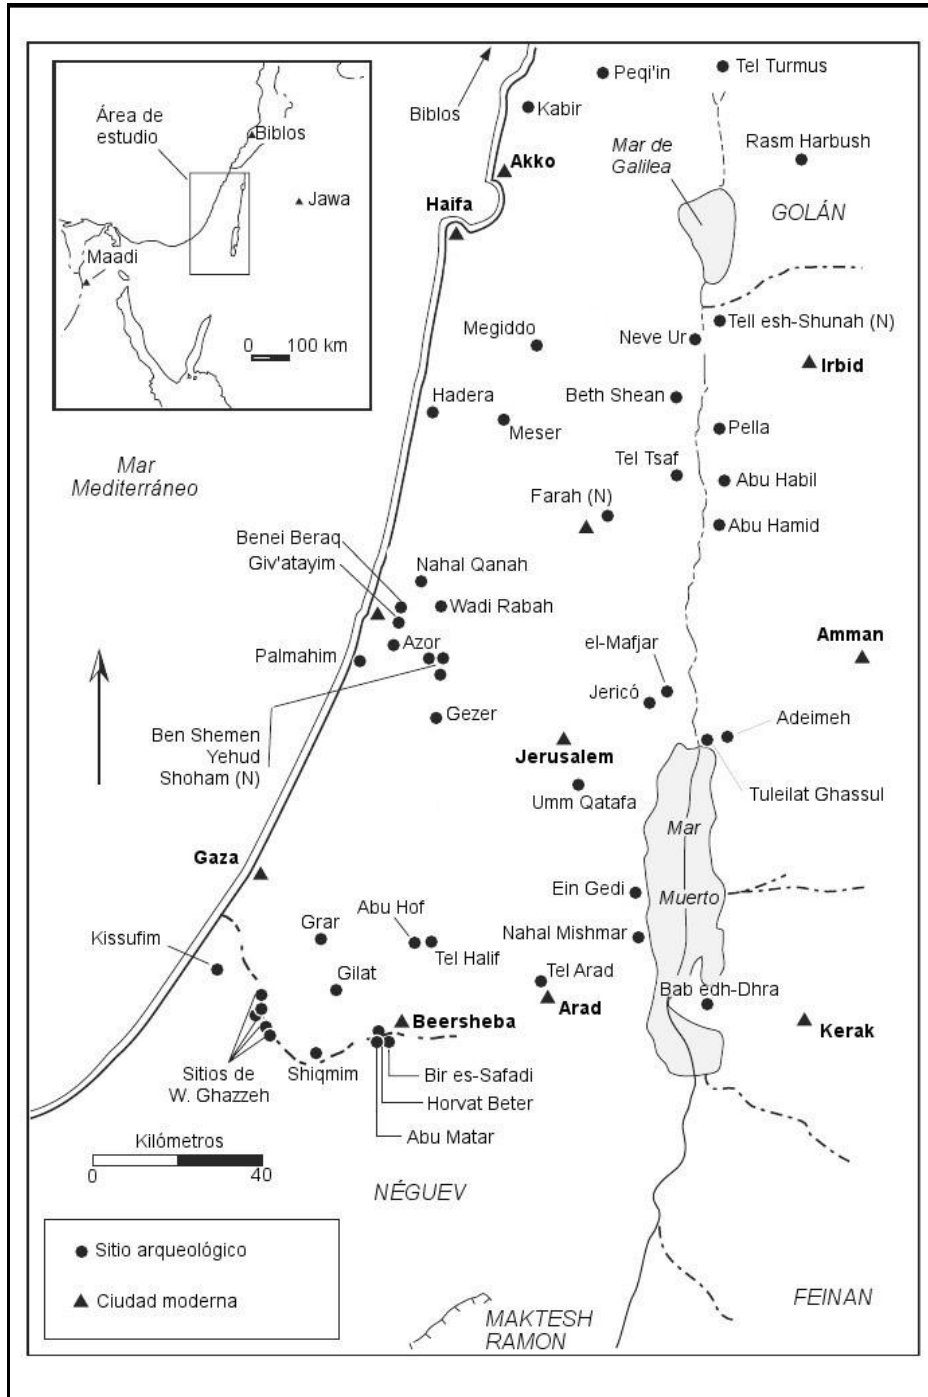 Área de
estudio
Biblos
Jawa
Maadi
0 100 km
Biblos
Peqi'in
Tel Turmus
Kabir
Mar de
Galilea
Rasm Harbush
Akko
Haifa
GOLÁN
Megiddo
Neve Ur
Tell esh-Shunah (N)
Irbid
Hadera
Beth Shean
Meser
Pella
Mar
Mediterráneo
Tel Tsaf
Abu Habil
Farah (N)
Abu Hamid
Benei Beraq
Giv'atayim
Nahal Qanah
Wadi Rabah
Azor
Palmahim
el-Mafjar
Amman
Jericó
Gezer
Adeimeh
Ben Shemen
Yehud
Shoham (N)
Jerusalem
Umm Qatafa
Tuleilat Ghassul
Mar
Muerto
Gaza
Ein Gedi
Abu Hof
Grar
Nahal Mishmar
Kissufim
Tel Halif
Gilat
Tel Arad
Bab edh-Dhra
Arad
Beersheba
Kerak
Sitios de
W. Ghazzeh
Shiqmim
Bir es-Safadi
Horvat Beter
Abu Matar
Kilómetros
0 40
NÉGUEV
Sitio arqueológico
Ciudad moderna
FEINAN
MAKTESH
RAMON